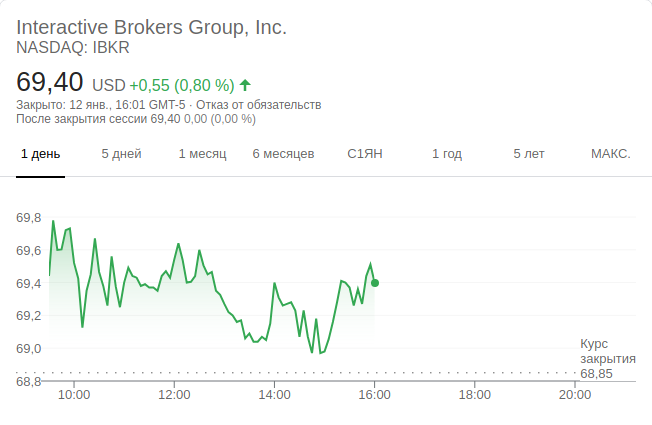 Interactive Brokers Group, Inc.
NASDAQ: IBKR
69,40 USD +0,55 (0,80 %)
Закрыто: 12 янв., 16:01 GMT-5 · Отказ от обязательств
После закрытия сессии 69,40 0,00 (0,00 %)
1 день 5 дней 1 месяц 6 месяцев С1ЯН 1 год 5 лет МАКС.
69,8
69,6
69,4
69,2
69,0
68,8
Курс
закрытия
68,85
10:00 12:00 14:00 16:00 18:00 20:00